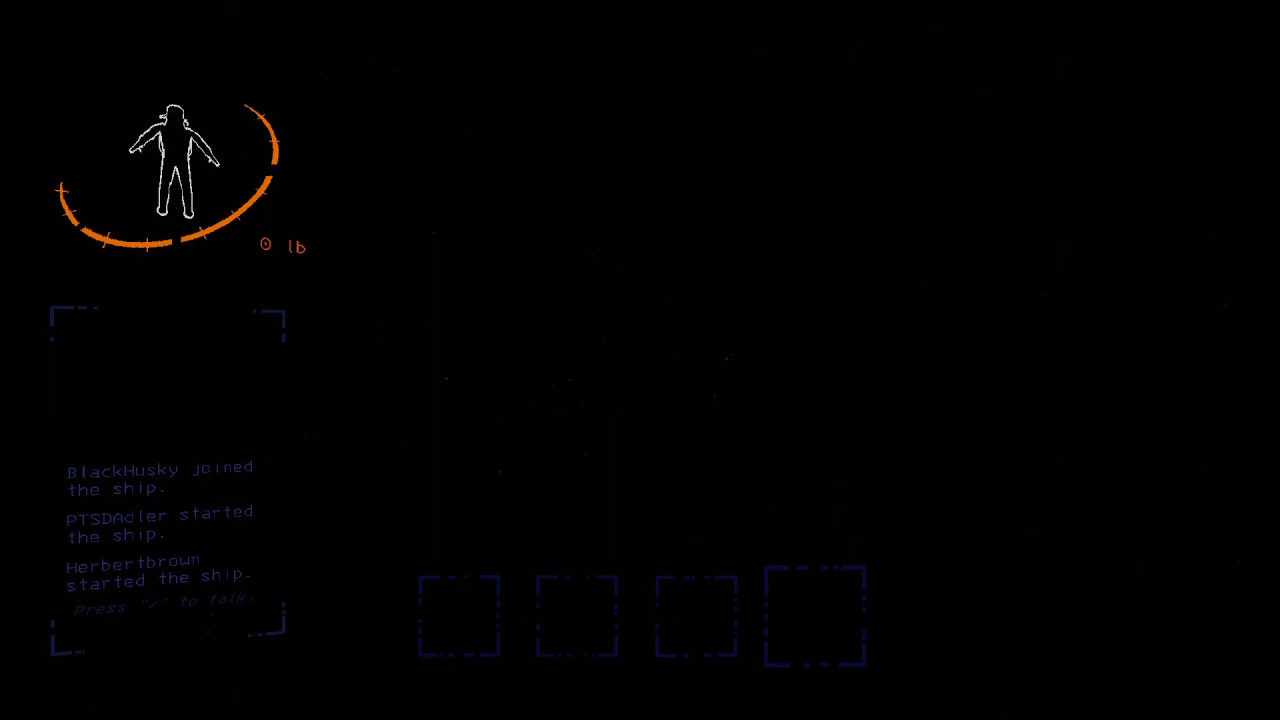 0 lb
BlackHusky joined
the ship.
PTSDAdler started
the ship.
Herbertbrown
started the ship.
Press "/" to talk.